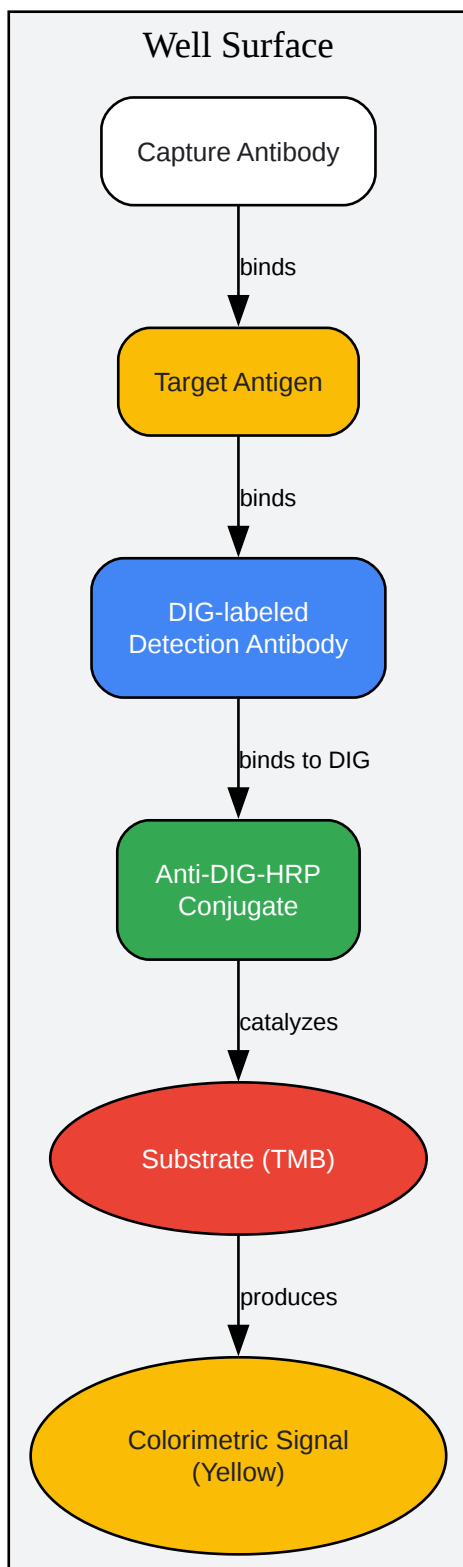 Well Surface
Capture Antibody
binds
Target Antigen
binds
DIG-labeled
Detection Antibody
binds to DIG
Anti-DIG-HRP
Conjugate
catalyzes
Substrate (TMB)
produces
Colorimetric Signal
(Yellow)